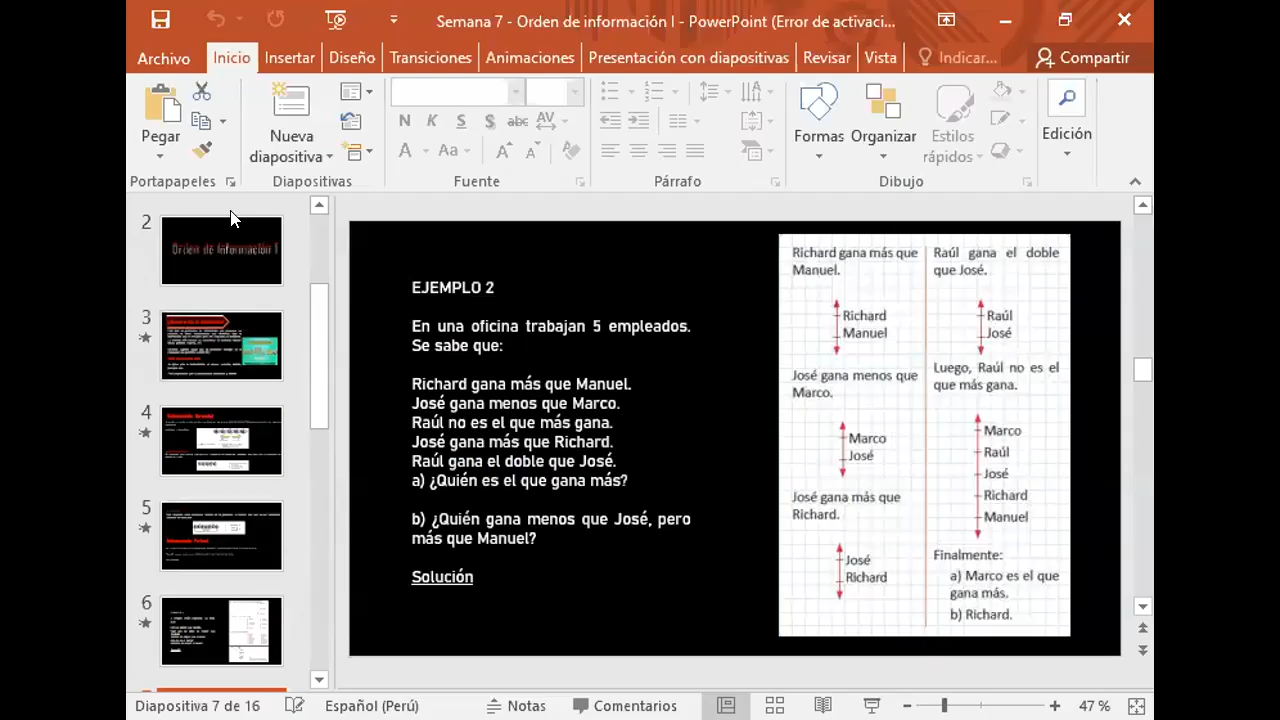 Semana 7 - Orden de información I - PowerPoint (Error de activaci...
Archivo
Inicio
Insertar
Diseño
Transiciones
Animaciones
Presentación con diapositivas
Revisar
Vista
Indicar...
Compartir
Pegar
Nueva
diapositiva
N K S S abc AV
A Aa A A
Formas
Organizar
Estilos
rápidos
Edición
Portapapeles
Diapositivas
Fuente
Párrafo
Dibujo
2
Orden de Información I
3
4
5
6
EJEMPLO 2
En una oficina trabajan 5 empleados.
Se sabe que:
Richard gana más que Manuel.
José gana menos que Marco.
Raúl no es el que más gana.
José gana más que Richard.
Raúl gana el doble que José.
a) ¿Quién es el que gana más?
b) ¿Quién gana menos que José, pero
más que Manuel?
Solución
Richard gana más que
Manuel.
Richard
Manuel
José gana menos que
Marco.
Marco
José
José gana más que
Richard.
José
Richard
Raúl gana el doble
que José.
Raúl
José
Luego, Raúl no es el
que más gana.
Marco
Raúl
José
Richard
Manuel
Finalmente:
a) Marco es el que
gana más.
b) Richard.
Diapositiva 7 de 16
Español (Perú)
Notas
Comentarios
47 %